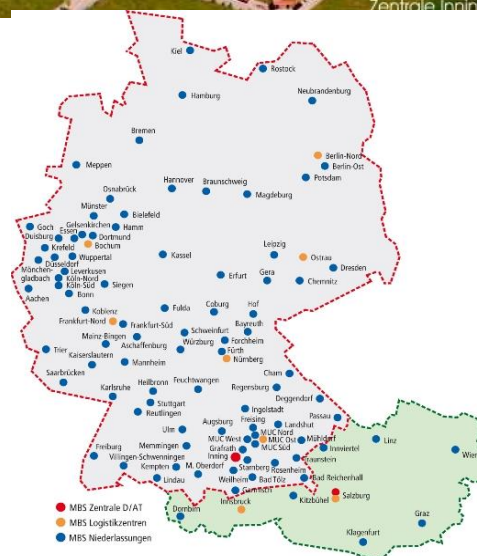 Zentrale Innin
Kiel
Rostock
Neubrandenburg
Hamburg
Bremen
Meppen
Berlin-Nord
Berlin-Ost
Potsdam
Hannover
Braunschweig
Magdeburg
Osnabrück
Münster
Bielefeld
Goch
Gelsenkirchen
Hamm
Duisburg
Essen
Dortmund
Bochum
Krefeld
Wuppertal
Düsseldorf
Mönchen-
gladbach
Leverkusen
Köln-Nord
Köln-Süd
Siegen
Aachen
Bonn
Kassel
Leipzig
Ostrau
Dresden
Erfurt
Gera
Chemnitz
Koblenz
Fulda
Coburg
Hof
Frankfurt-Nord
Frankfurt-Süd
Bayreuth
Schweinfurt
Mainz-Bingen
Forchheim
Aschaffenburg
Würzburg
Fürth
Trier
Nürnberg
Kaiserslautern
Mannheim
Saarbrücken
Cham
Heilbronn
Feuchtwangen
Regensburg
Karlsruhe
Deggendorf
Stuttgart
Ingolstadt
Reutlingen
Passau
Freising
Landshut
Augsburg
Ulm
MUC Nord
MUC West
MUC Ost
Mühldorf
Linz
Memmingen
Grafrath
MUC Süd
Innviertel
Freiburg
Inning
Traunstein
Wien
Villingen-Schwenningen
Kempten
M. Oberdorf
Starnberg
Rosenheim
Lindau
Weilheim
Bad Tölz
Bad Reichenhall
Garmisch
Kitzbühel
Salzburg
Dornbirn
Innsbruck
Graz
Klagenfurt
MBS Zentrale D/AT
MBS Logistikzentren
MBS Niederlassungen